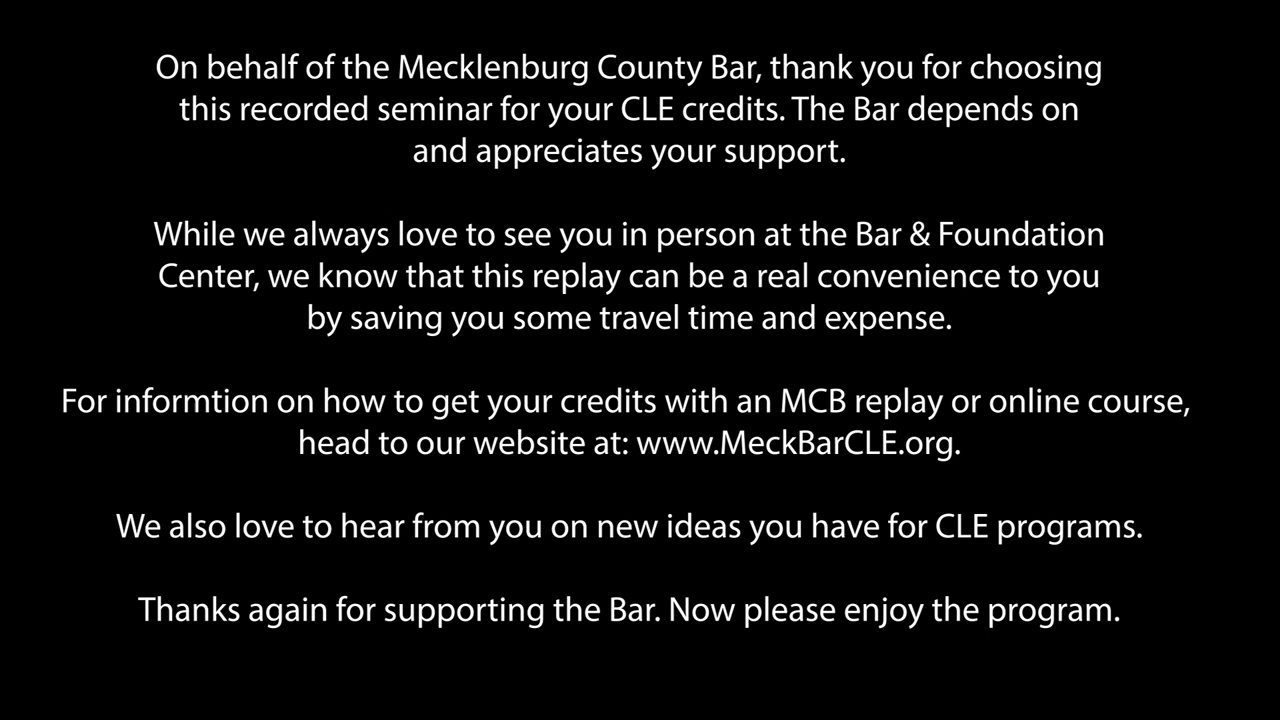 On behalf of the Mecklenburg County Bar, thank you for choosing
this recorded seminar for your CLE credits. The Bar depends on
and appreciates your support.
While we always love to see you in person at the Bar & Foundation
Center, we know that this replay can be a real convenience to you
by saving you some travel time and expense.
For informtion on how to get your credits with an MCB replay or online course,
head to our website at: www.MeckBarCLE.org.
We also love to hear from you on new ideas you have for CLE programs.
Thanks again for supporting the Bar. Now please enjoy the program.